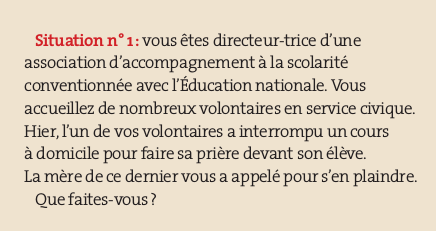 Situation n° 1 : vous êtes directeur-trice d'une
association d'accompagnement à la scolarité
conventionnée avec l'Éducation nationale. Vous
accueillez de nombreux volontaires en service civique.
Hier, l'un de vos volontaires a interrompu un cours
à domicile pour faire sa prière devant son élève.
La mère de ce dernier vous a appelé pour s'en plaindre.
Que faites-vous ?